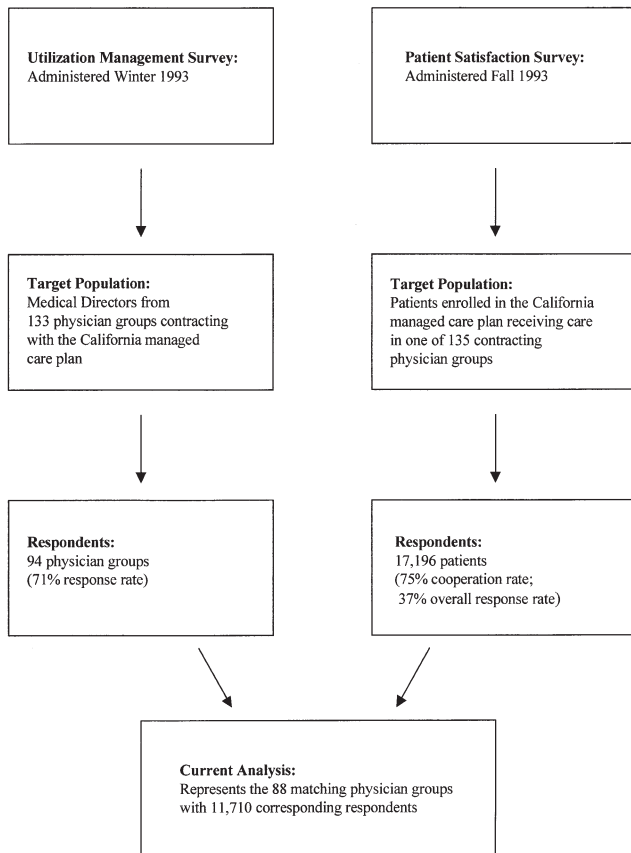 Utilization Management Survey:
Administered Winter 1993
Patient Satisfaction Survey:
Administered Fall 1993
Target Population:
Medical Directors from
133 physician groups contracting
with the California managed
care plan
Target Population:
Patients enrolled in the California
managed care plan receiving care
in one of 135 contracting
physician groups
Respondents:
94 physician groups
(71% response rate)
Respondents:
17,196 patients
(75% cooperation rate;
37% overall response rate)
Current Analysis:
Represents the 88 matching physician groups
with 11,710 corresponding respondents